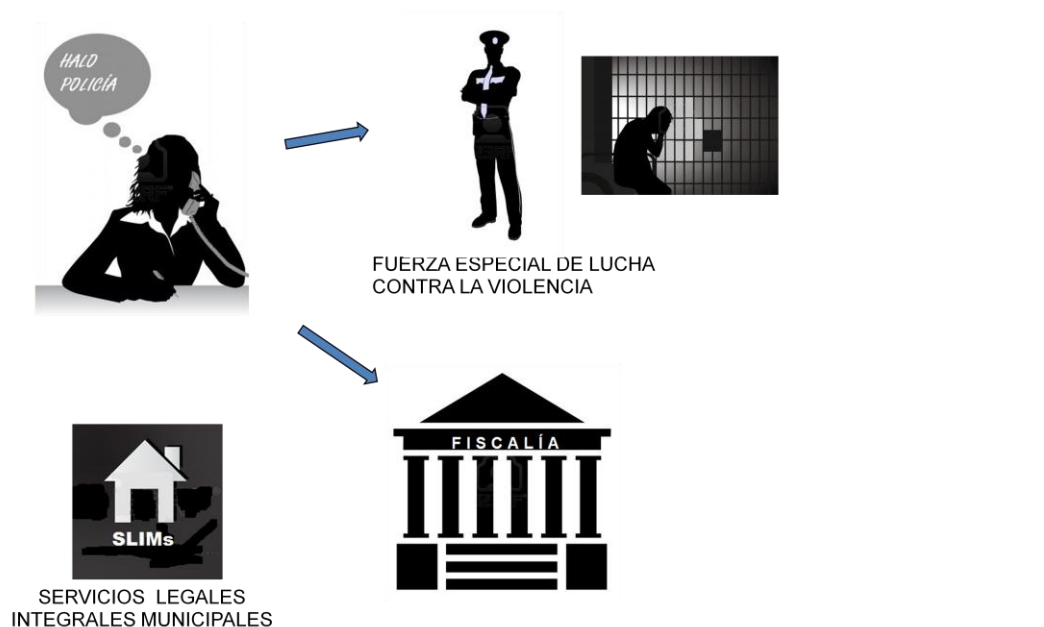 HALO
POLICÍA
FUERZA ESPECIAL DE LUCHA
CONTRA LA VIOLENCIA
FISCALÍA
SLIMs
SERVICIOS LEGALES
INTEGRALES MUNICIPALES